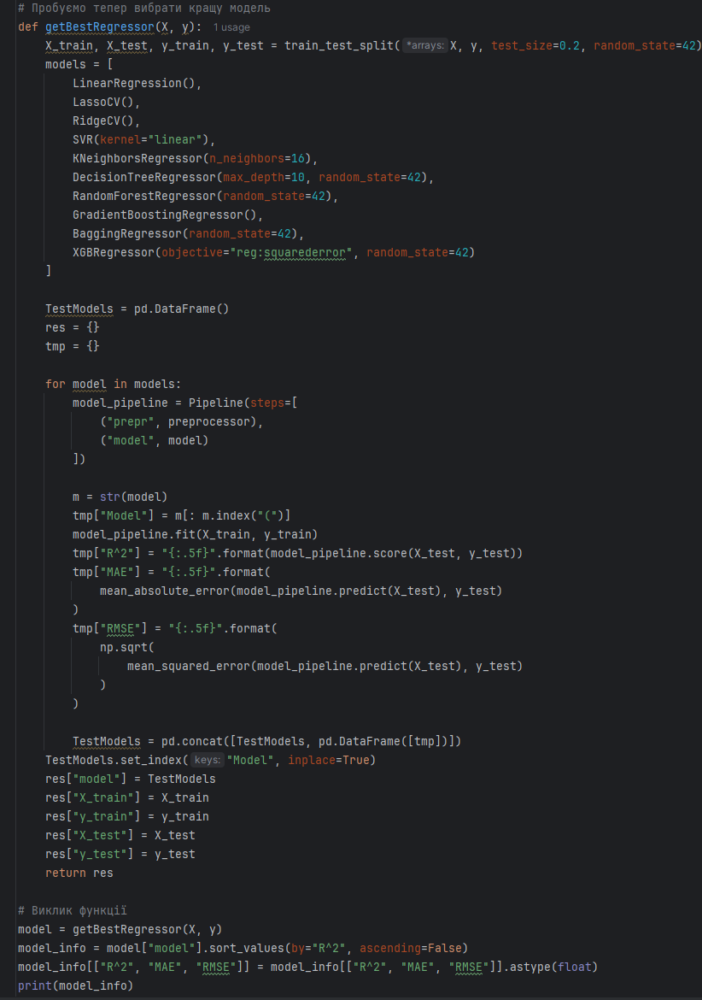 # Пробуємо тепер вибрати кращу модель
def getBestRegressor(X, y): 1 usage
    X_train, X_test, y_train, y_test = train_test_split( *arrays: X, y, test_size=0.2, random_state=42)
    models = [
        LinearRegression(),
        LassoCV(),
        RidgeCV(),
        SVR(kernel="linear"),
        KNeighborsRegressor(n_neighbors=16),
        DecisionTreeRegressor(max_depth=10, random_state=42),
        RandomForestRegressor(random_state=42),
        GradientBoostingRegressor(),
        BaggingRegressor(random_state=42),
        XGBRegressor(objective="reg:squarederror", random_state=42)
    ]

    TestModels = pd.DataFrame()
    res = {}
    tmp = {}

    for model in models:
        model_pipeline = Pipeline(steps=[
            ("prepr", preprocessor),
            ("model", model)
        ])

        m = str(model)
        tmp["Model"] = m[: m.index("(")]
        model_pipeline.fit(X_train, y_train)
        tmp["R^2"] = "{:.5f}".format(model_pipeline.score(X_test, y_test))
        tmp["MAE"] = "{:.5f}".format(
            mean_absolute_error(model_pipeline.predict(X_test), y_test)
        )
        tmp["RMSE"] = "{:.5f}".format(
            np.sqrt(
                mean_squared_error(model_pipeline.predict(X_test), y_test)
            )
        )

        TestModels = pd.concat([TestModels, pd.DataFrame([tmp])])
    TestModels.set_index( keys: "Model", inplace=True)
    res["model"] = TestModels
    res["X_train"] = X_train
    res["y_train"] = y_train
    res["X_test"] = X_test
    res["y_test"] = y_test
    return res

# Виклик функції
model = getBestRegressor(X, y)
model_info = model["model"].sort_values(by="R^2", ascending=False)
model_info[["R^2", "MAE", "RMSE"]] = model_info[["R^2", "MAE", "RMSE"]].astype(float)
print(model_info)